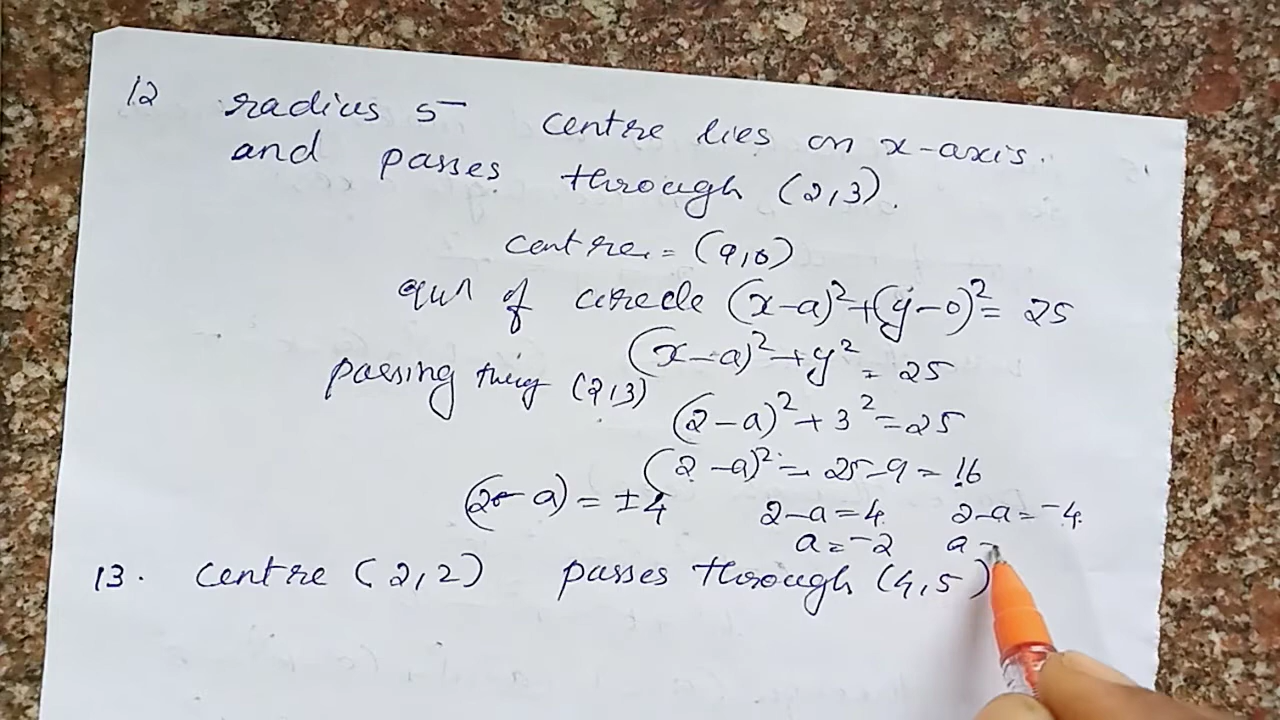 12 radius 5 centre lies on x-axis.
and passes through (2,3).
centre = (a,0)
eqn of circle (x-a)²+(y-0)² = 25
(x-a)²+y² = 25
passing (2,3)
(2-a)²+3² = 25
(2-a)² = 25-9 = 16
(2-a) = ±4 2-a=4 2-a=-4
a=-2 a=
13. centre (2,2) passes through (4,5)